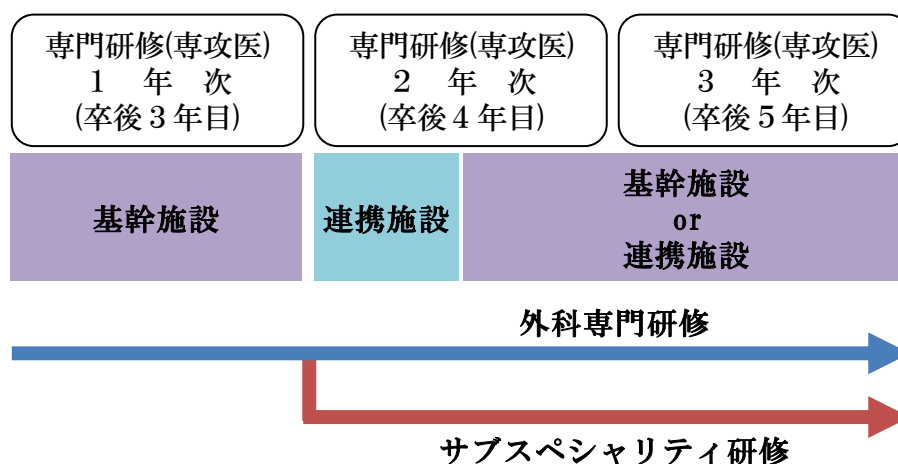 専門研修(専攻医)
1 年 次
(卒後3年目)
専門研修(専攻医)
2 年 次
(卒後4年目)
専門研修(専攻医)
3 年 次
(卒後5年目)
基幹施設
連携施設
基幹施設
or
連携施設
外科専門研修
サブスペシャリティ研修